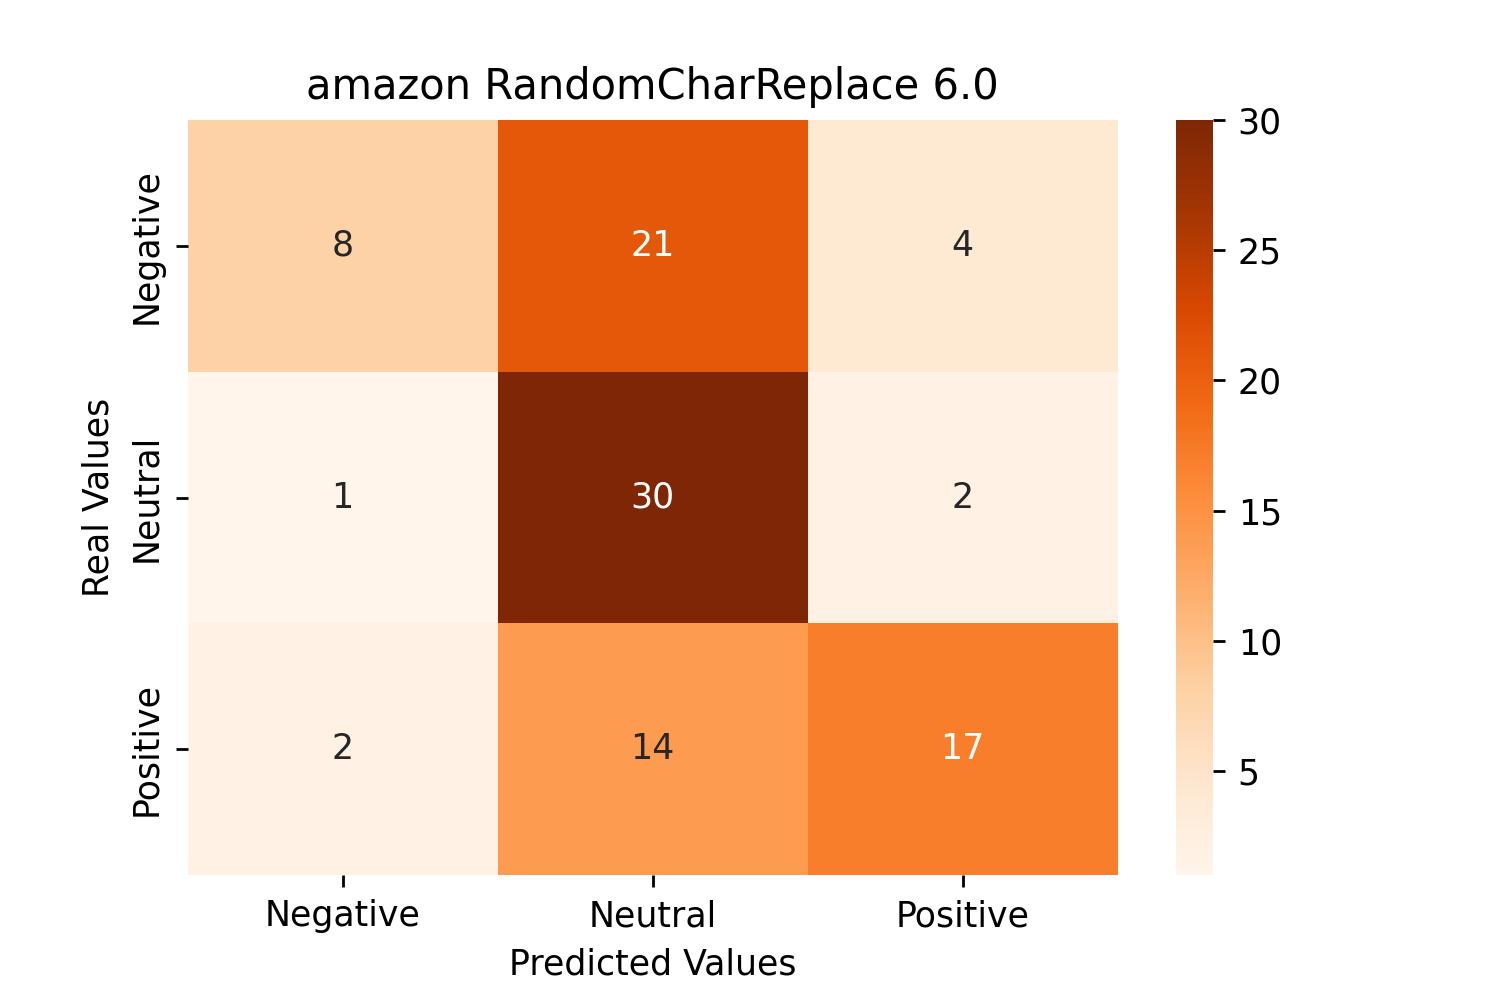 amazon RandomCharReplace 6.0
Real Values
Negative
8 21 4
Neutral
1 30 2
Positive
2 14 17
Negative Neutral Positive
Predicted Values
30
25
20
15
10
5